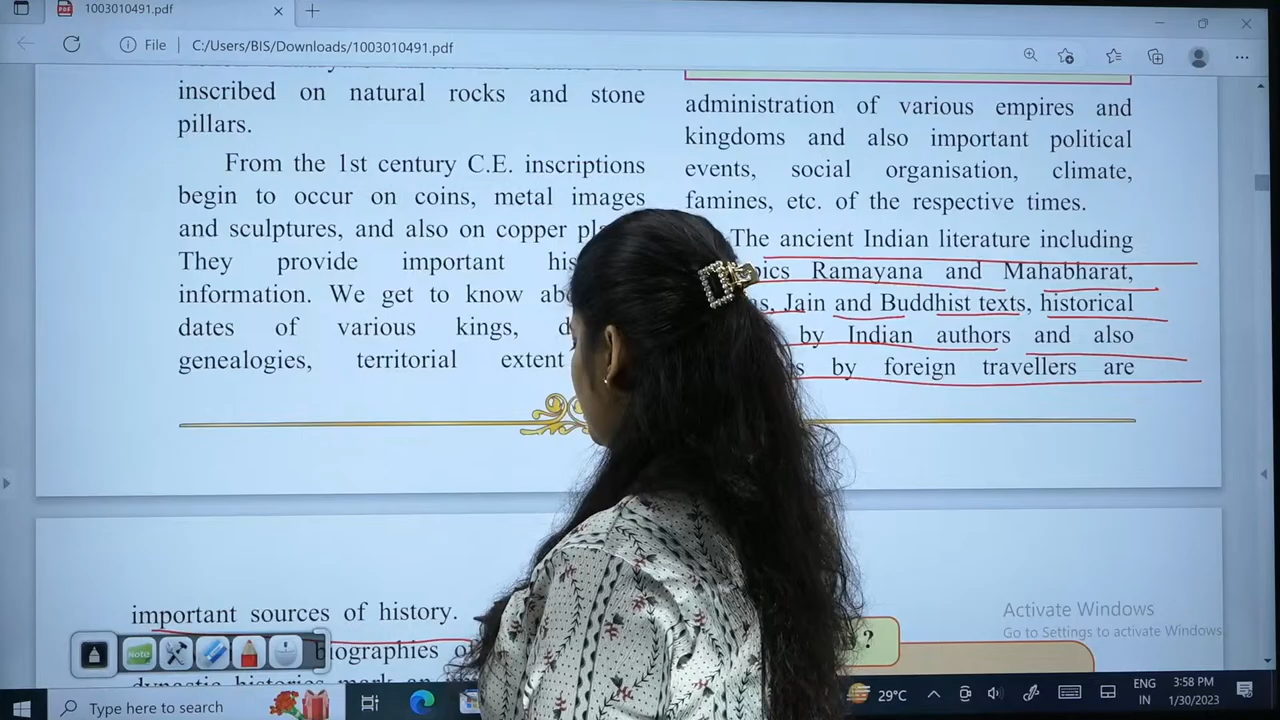 1003010491.pdf
File
C:/Users/BIS/Downloads/1003010491.pdf
inscribed on natural rocks and stone
pillars.
From the 1st century C.E. inscriptions
begin to occur on coins, metal images
and sculptures, and also on copper
They provide important
information. We get to know
dates of various kings,
genealogies, territorial extent
administration of various empires and
kingdoms and also important political
events, social organisation, climate,
famines, etc. of the respective times.
The ancient Indian literature including
Ramayana and Mahabharat,
Jain and Buddhist texts, historical
by Indian authors and also
by foreign travellers are
important sources of history.
biographies
?
Note
Activate Windows
Go to Settings to activate Windows.
Type here to search
29°C
ENG
IN
3:58 PM
1/30/2023